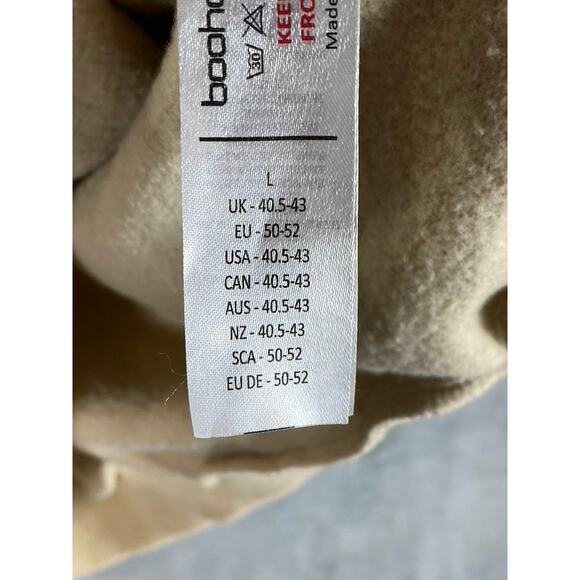 booho
30
KEE
FRO
Made
L
UK - 40.5-43
EU - 50-52
USA - 40.5-43
CAN - 40.5-43
AUS - 40.5-43
NZ - 40.5-43
SCA - 50-52
EU DE - 50-52